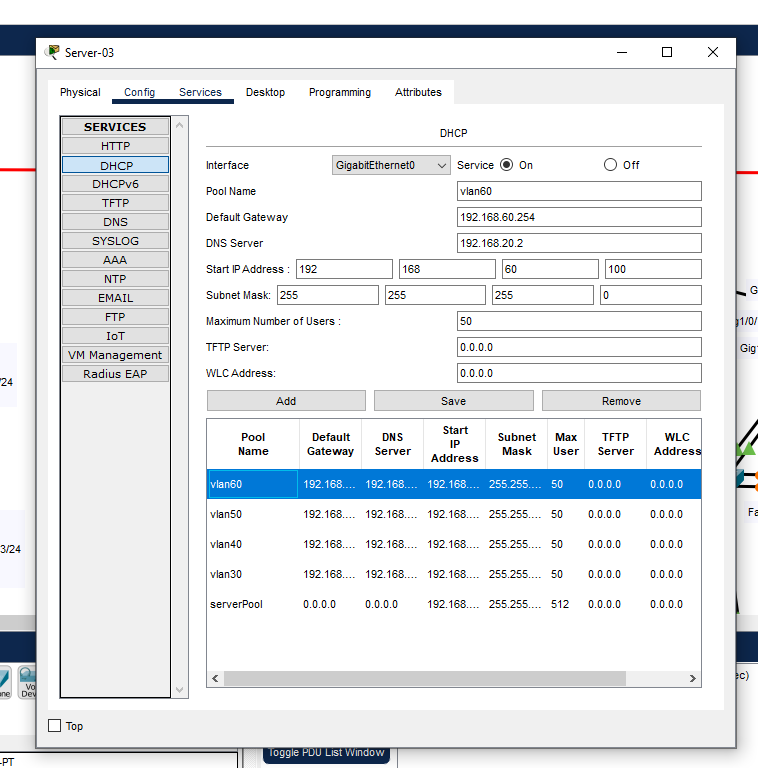 Server-03
Physical Config Services Desktop Programming Attributes
SERVICES
HTTP
DHCP
DHCPv6
TFTP
DNS
SYSLOG
AAA
NTP
EMAIL
FTP
IoT
VM Management
Radius EAP
DHCP
Interface GigabitEthernet0 Service On Off
Pool Name vlan60
Default Gateway 192.168.60.254
DNS Server 192.168.20.2
Start IP Address : 192 168 60 100
Subnet Mask: 255 255 255 0
Maximum Number of Users : 50
TFTP Server: 0.0.0.0
WLC Address: 0.0.0.0
Add Save Remove
Pool Name Default Gateway DNS Server Start IP Address Subnet Mask Max User TFTP Server WLC Address
vlan60 192.168.... 192.168.... 192.168.... 255.255.... 50 0.0.0.0 0.0.0.0
vlan50 192.168.... 192.168.... 192.168.... 255.255.... 50 0.0.0.0 0.0.0.0
vlan40 192.168.... 192.168.... 192.168.... 255.255.... 50 0.0.0.0 0.0.0.0
vlan30 192.168.... 192.168.... 192.168.... 255.255.... 50 0.0.0.0 0.0.0.0
serverPool 0.0.0.0 0.0.0.0 192.168.... 255.255.... 512 0.0.0.0 0.0.0.0
Top
/24
3/24
G
g1/0/
Gig1
Fa
ec)
Vo
Dev
-PT
Toggle PDU List Window